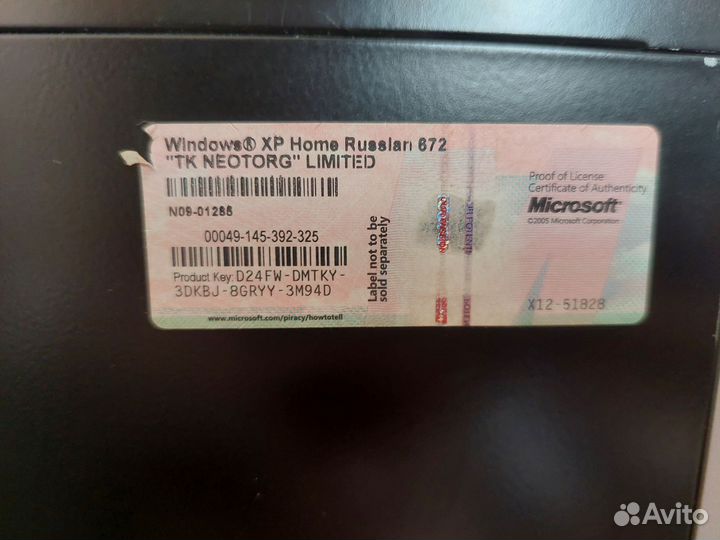 Windows® XP Home Russian 672
"TK NEOTORG" LIMITED
N09-01285
00049-145-392-325
Product Key: D24FW-DMTKY-
3DKBJ-8GRYY-3M94D
www.microsoft.com/piracy/howtotell
Label not to be
sold separately
Proof of License
Certificate of Authenticity
Microsoft®
©2005 Microsoft Corporation
X12-51828
Avito